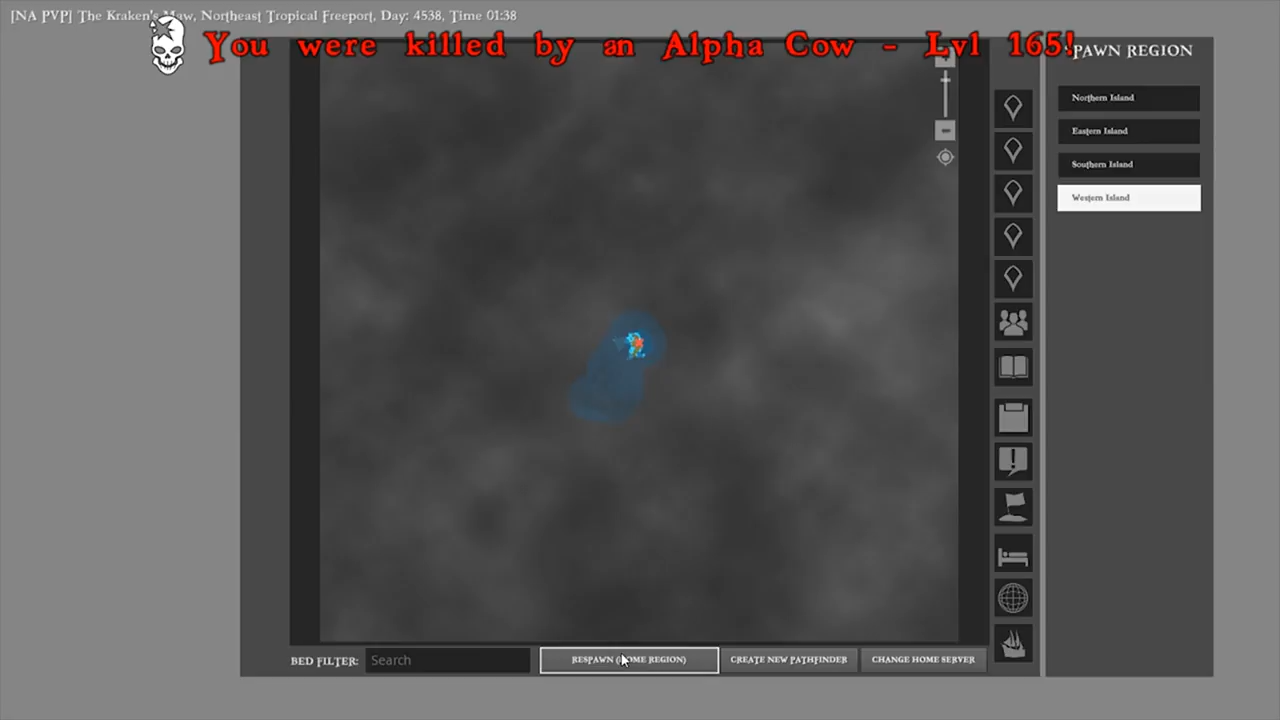 [NA PVP] The Kraken's Maw, Northeast Tropical Freeport, Day: 4538, Time 01:38
You were killed by an Alpha Cow - Lvl 165!
SPAWN REGION
Northern Island
Eastern Island
Southern Island
Western Island
BED FILTER:
Search
RESPAWN (HOME REGION)
CREATE NEW PATHFINDER
CHANGE HOME SERVER